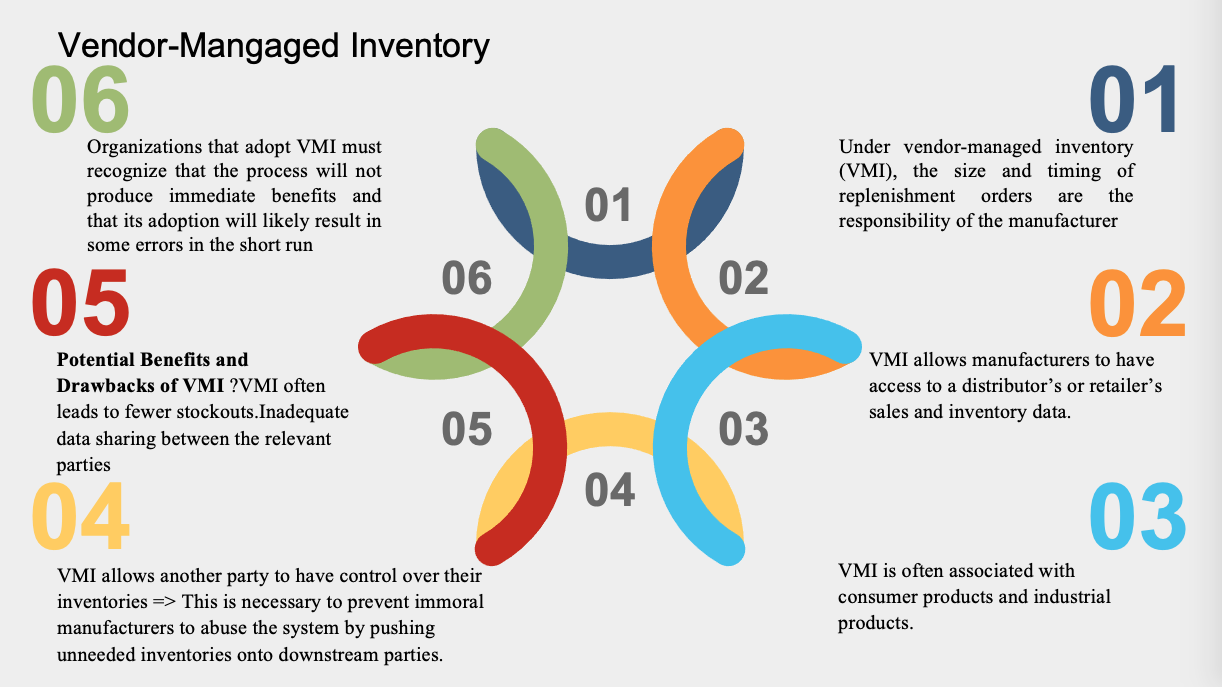 Vendor-Mangaged Inventory
06
Organizations that adopt VMI must
recognize that the process will not
produce immediate benefits and
that its adoption will likely result in
some errors in the short run
05
Potential Benefits and
Drawbacks of VMI ?VMI often
leads to fewer stockouts.Inadequate
data sharing between the relevant
parties
04
VMI allows another party to have control over their
inventories => This is necessary to prevent immoral
manufacturers to abuse the system by pushing
unneeded inventories onto downstream parties.
01
02
03
04
05
06
01
Under vendor-managed inventory
(VMI), the size and timing of
replenishment orders are the
responsibility of the manufacturer
02
VMI allows manufacturers to have
access to a distributor’s or retailer’s
sales and inventory data.
03
VMI is often associated with
consumer products and industrial
products.